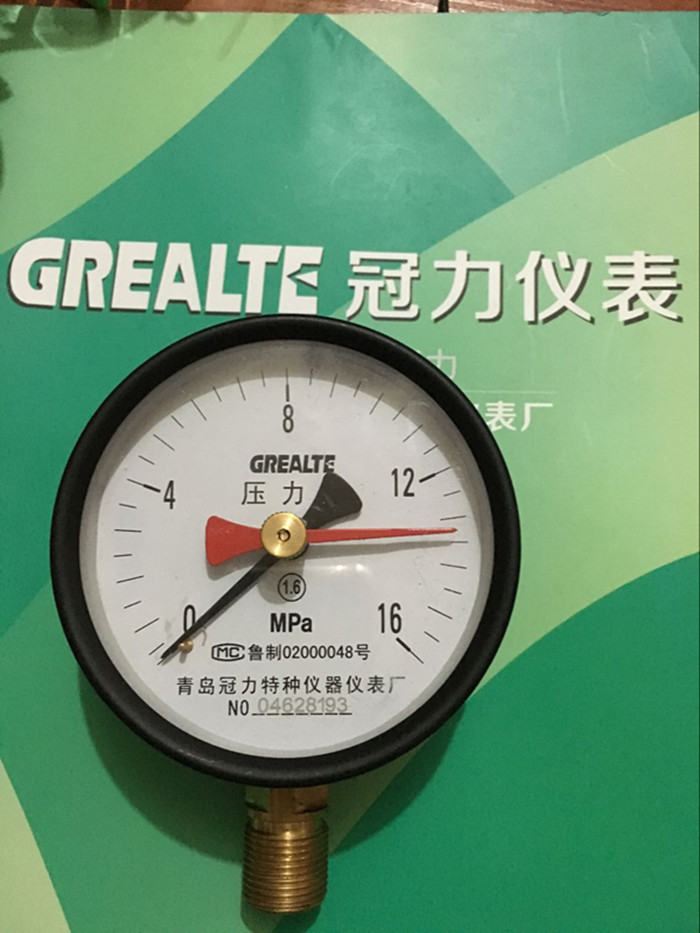 GREALTE 冠力仪表
力
表厂
8
GREALTE
压力
4
12
1.6
0
MPa
16
MC 鲁制02000048号
青岛冠力特种仪器仪表厂
NO 04628193